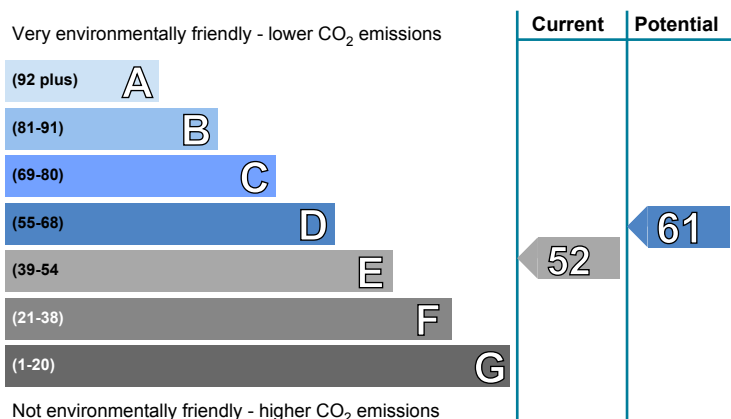 Very environmentally friendly - lower CO2 emissions
Current
Potential
(92 plus) A
(81-91) B
(69-80) C
(55-68) D
61
(39-54 E
52
(21-38) F
(1-20) G
Not environmentally friendly - higher CO2 emissions